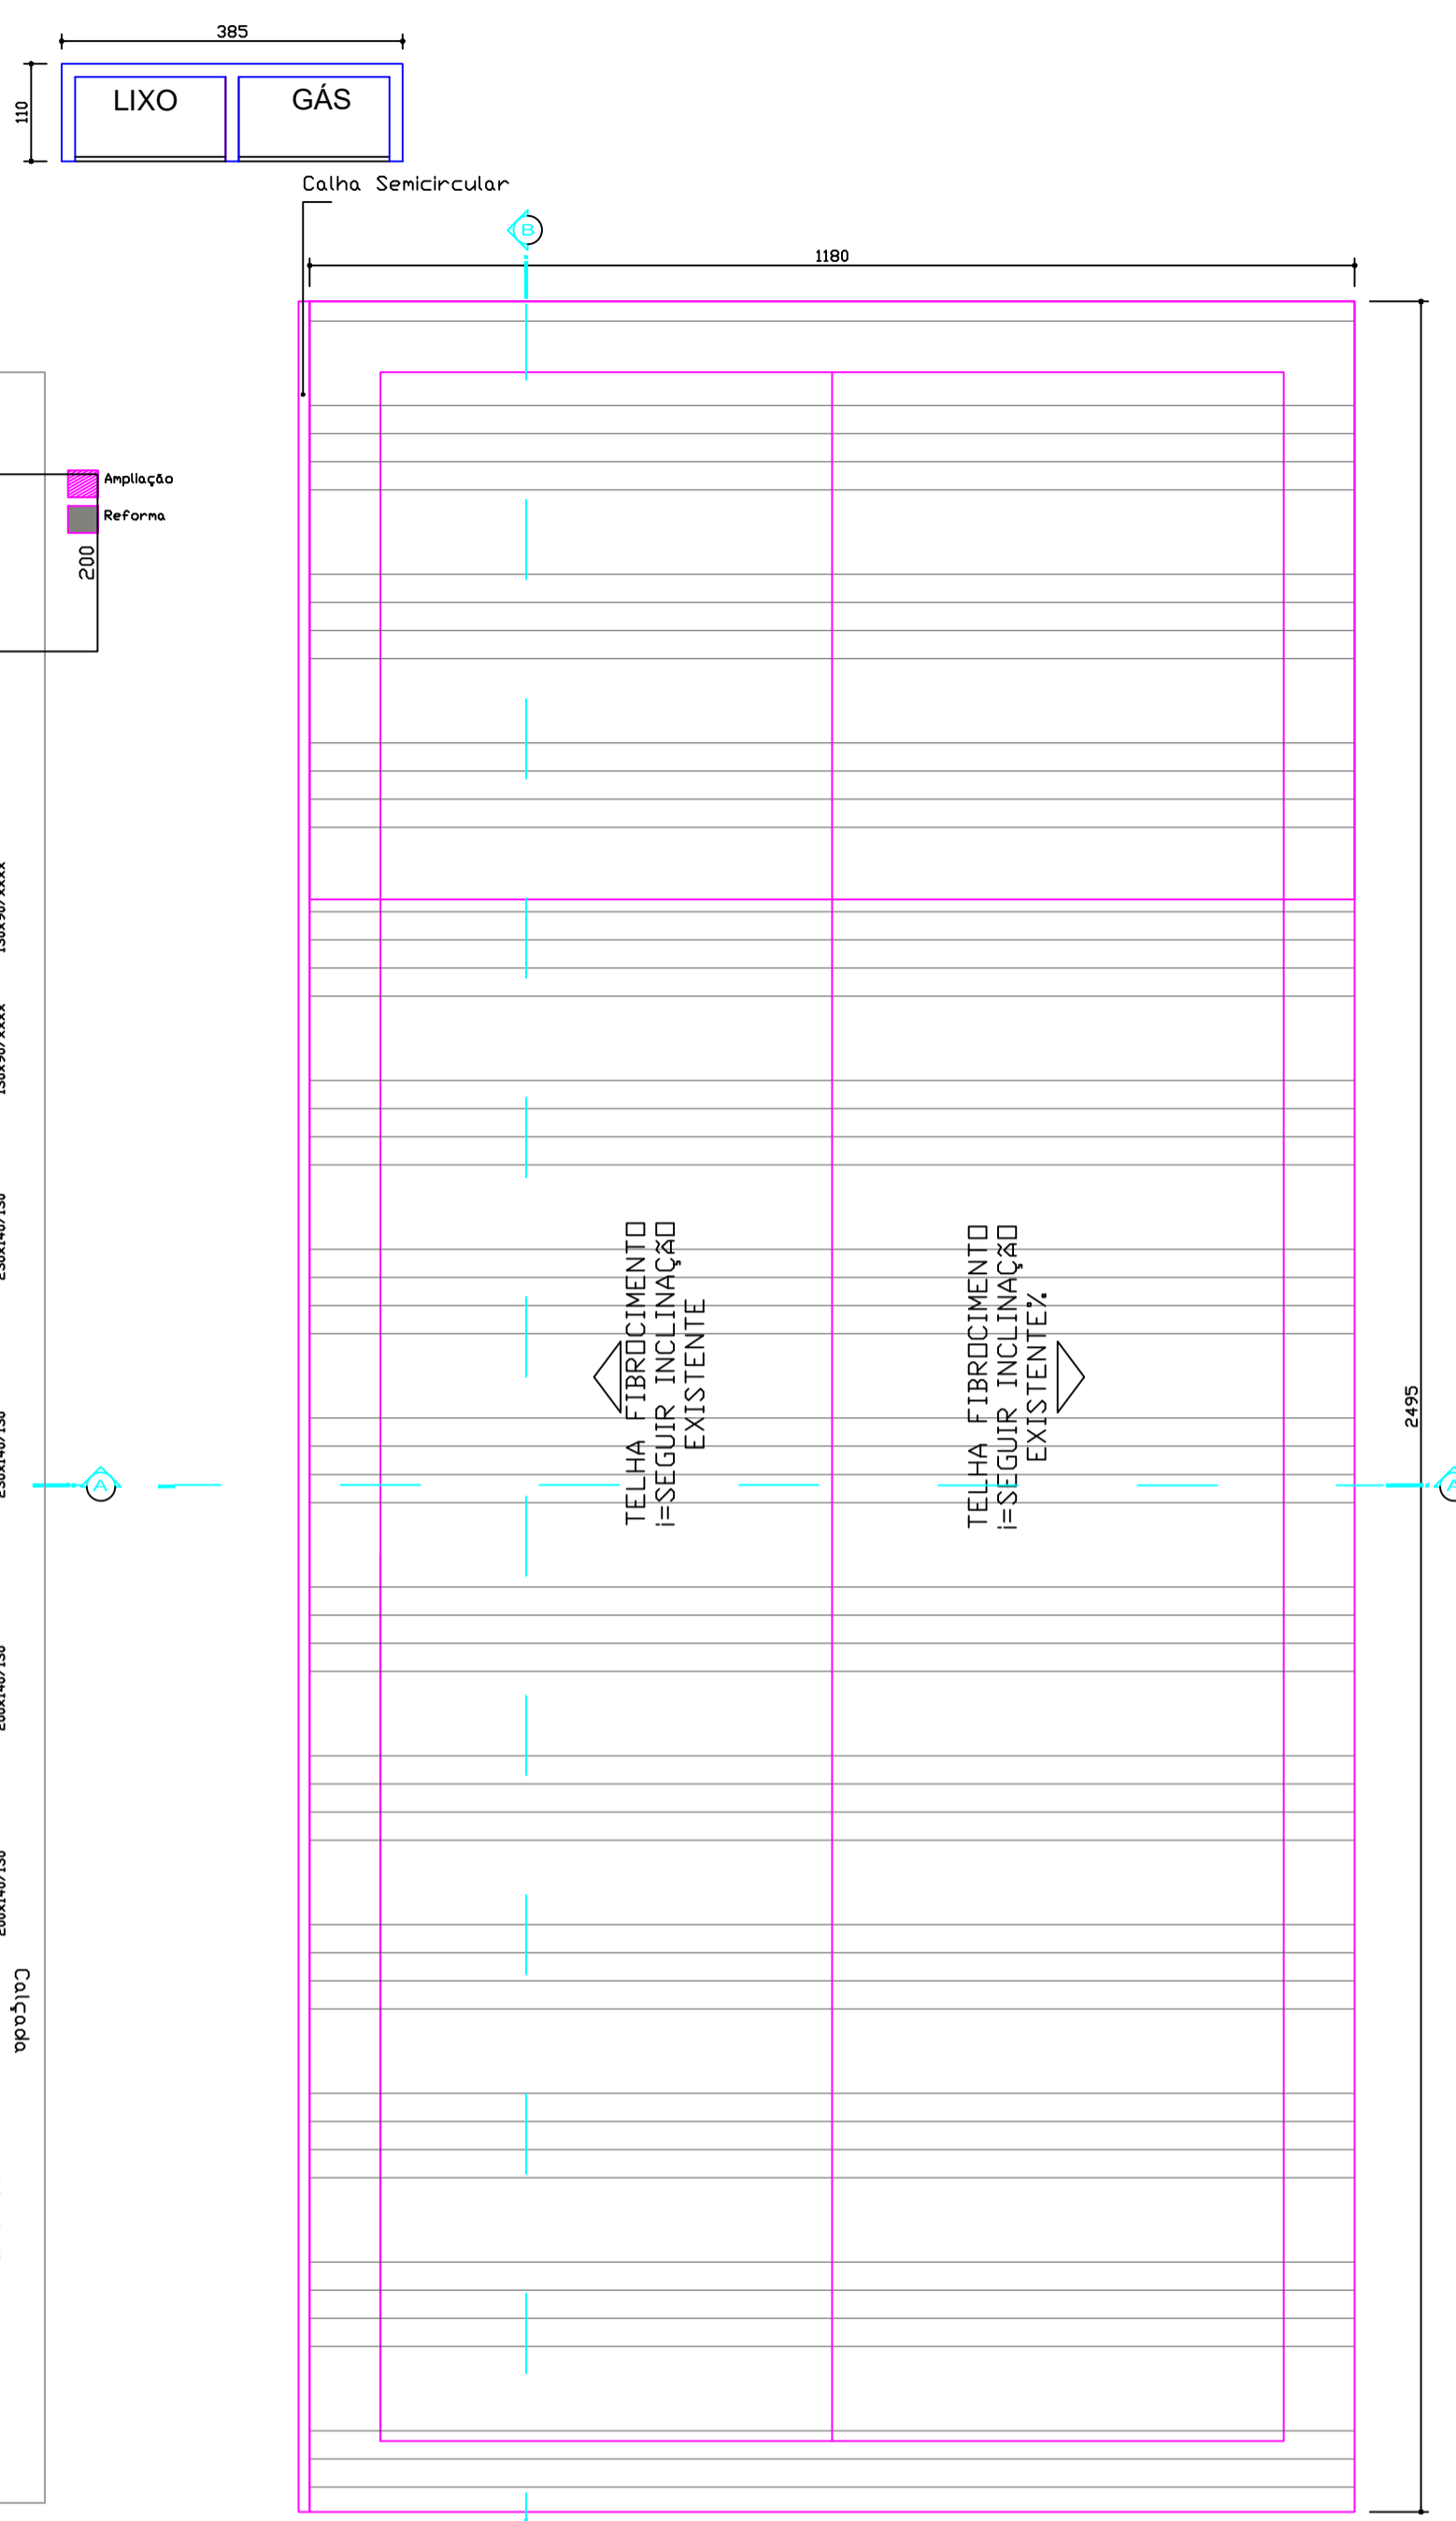 385
110
LIXO
GÁS
Calha Semicircular
B
1180
Ampliação
Reforma
200
TELHA FIBROCIMENTO
i=SEGUIR INCLINAÇÃO
EXISTENTE
TELHA FIBROCIMENTO
i=SEGUIR INCLINAÇÃO
EXISTENTE%
2495
A
A
Calçada